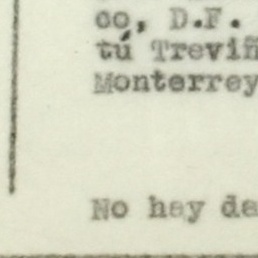 co, D.F.
tú Treviñ
Monterrey
No hay de